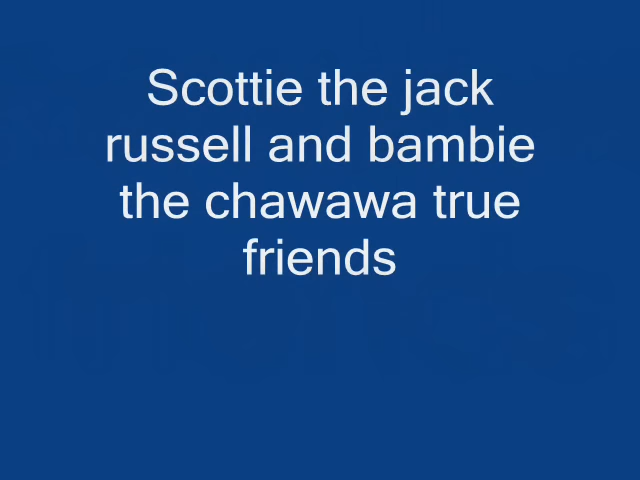 Scottie the jack
russell and bambie
the chawawa true
friends